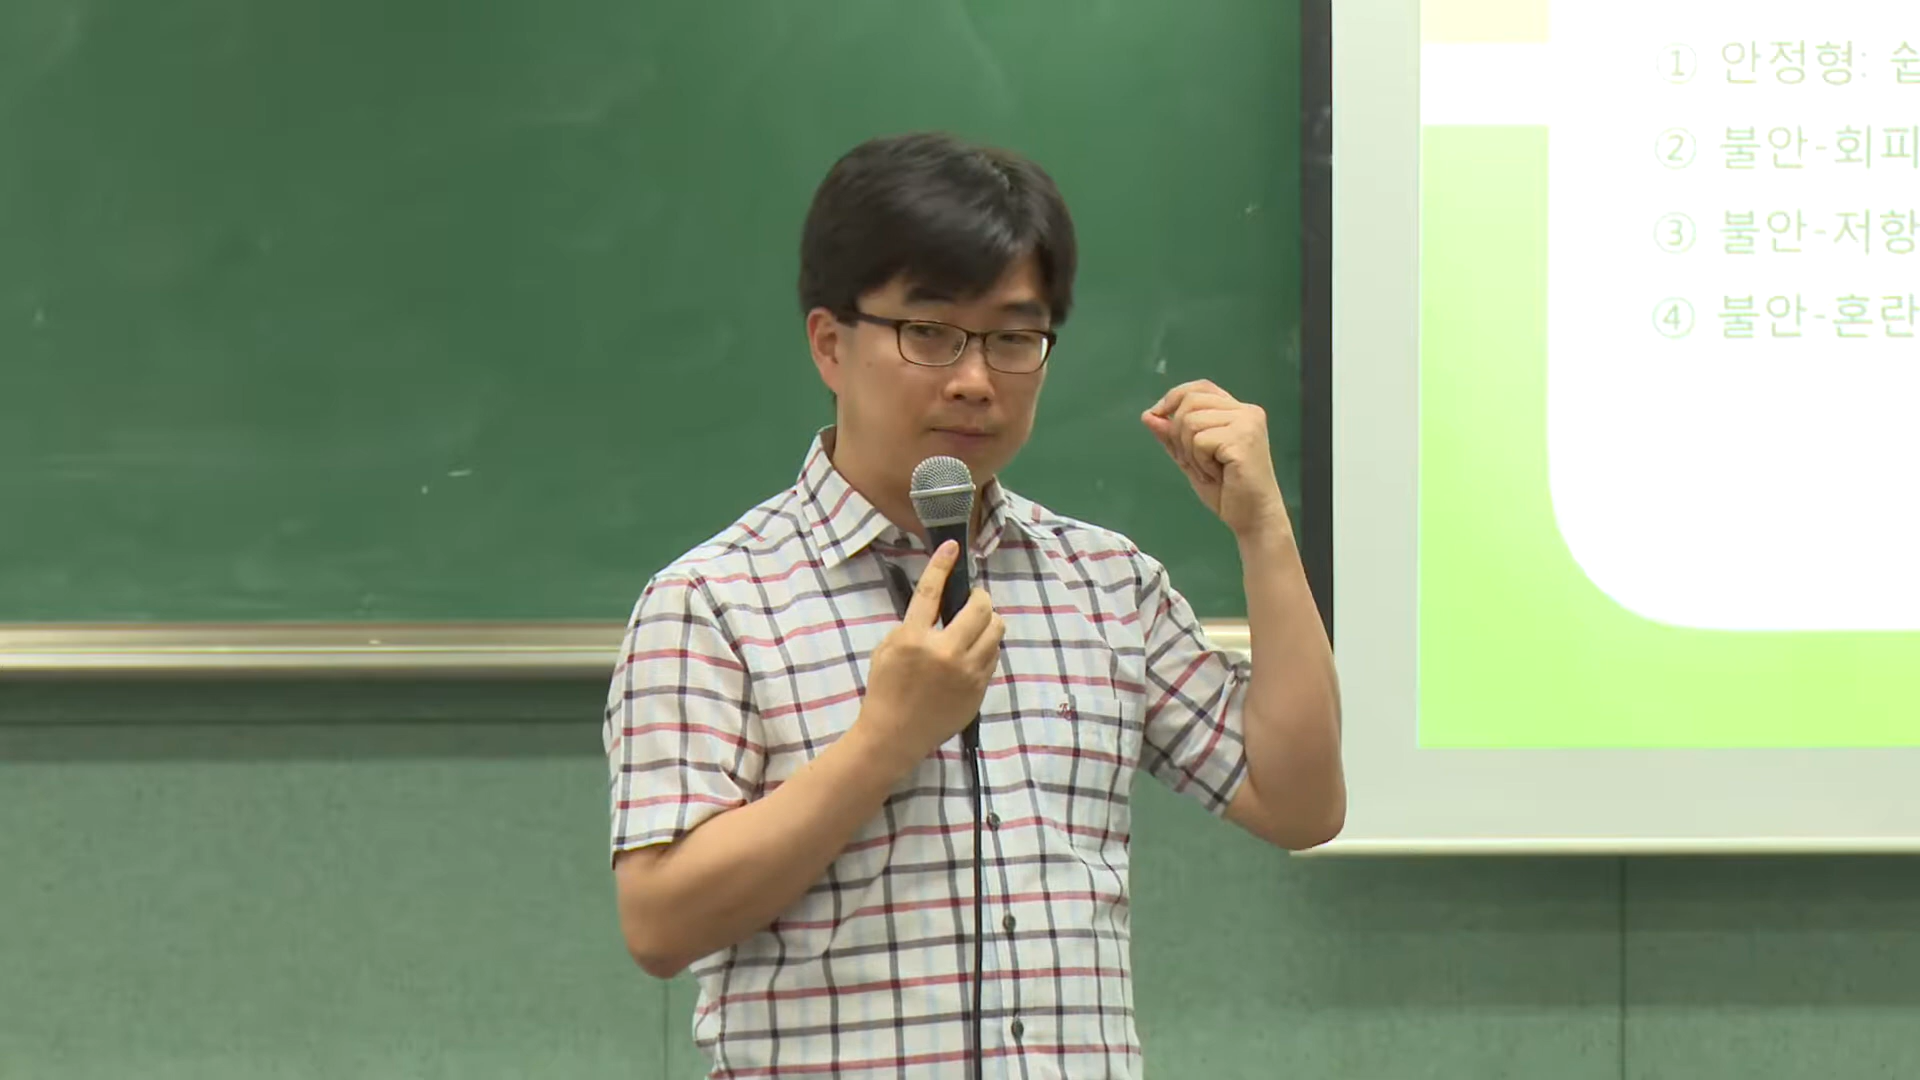 ① 안정형: 쉽
② 불안-회피
③ 불안-저항
④ 불안-혼란